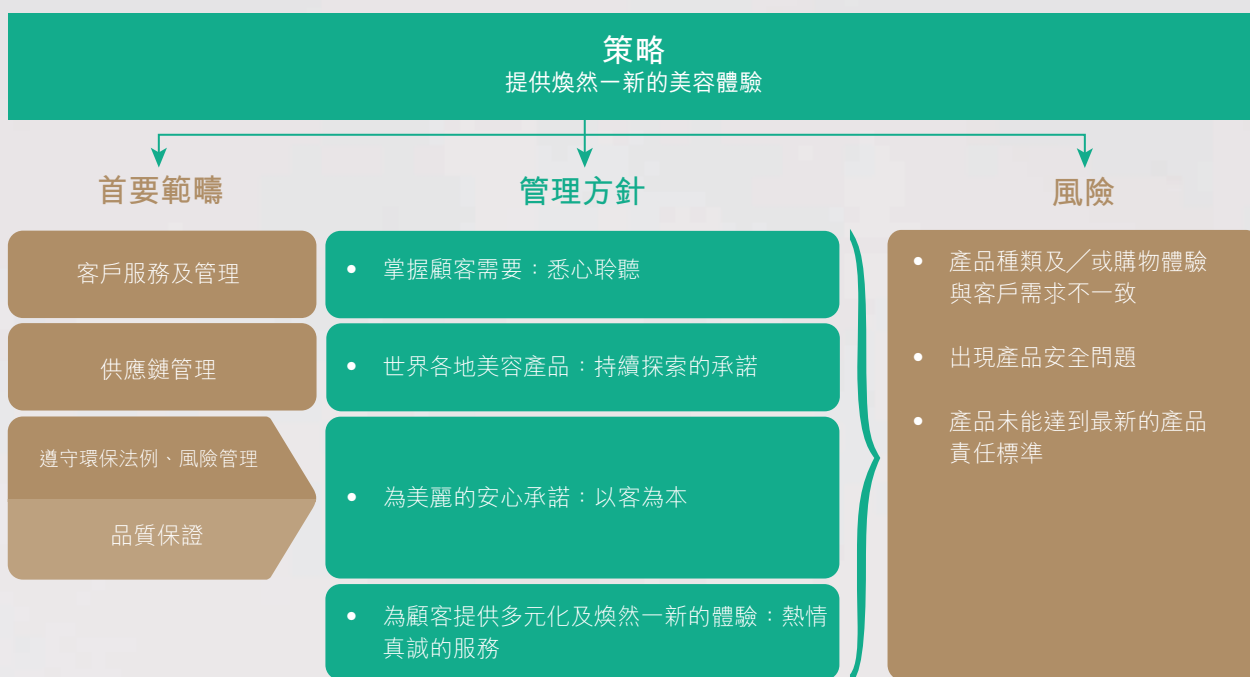 策略
提供煥然一新的美容體驗
首要範疇
管理方針
風險
客戶服務及管理
供應鏈管理
遵守環保法例、風險管理
品質保證
• 掌握顧客需要：悉心聆聽
• 世界各地美容產品：持續探索的承諾
• 為美麗的安心承諾：以客為本
• 為顧客提供多元化及煥然一新的體驗：熱情
真誠的服務
• 產品種類及／或購物體驗
與客戶需求不一致
• 出現產品安全問題
• 產品未能達到最新的產品
責任標準